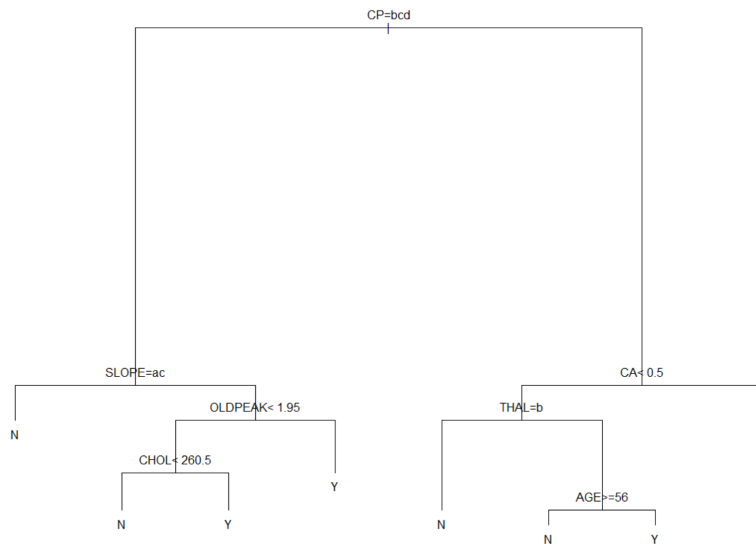 CP=bcd
SLOPE=ac
CA< 0.5
OLDPEAK< 1.95
THAL=b
N
CHOL< 260.5
Y
AGE>=56
N
Y
N
N
Y